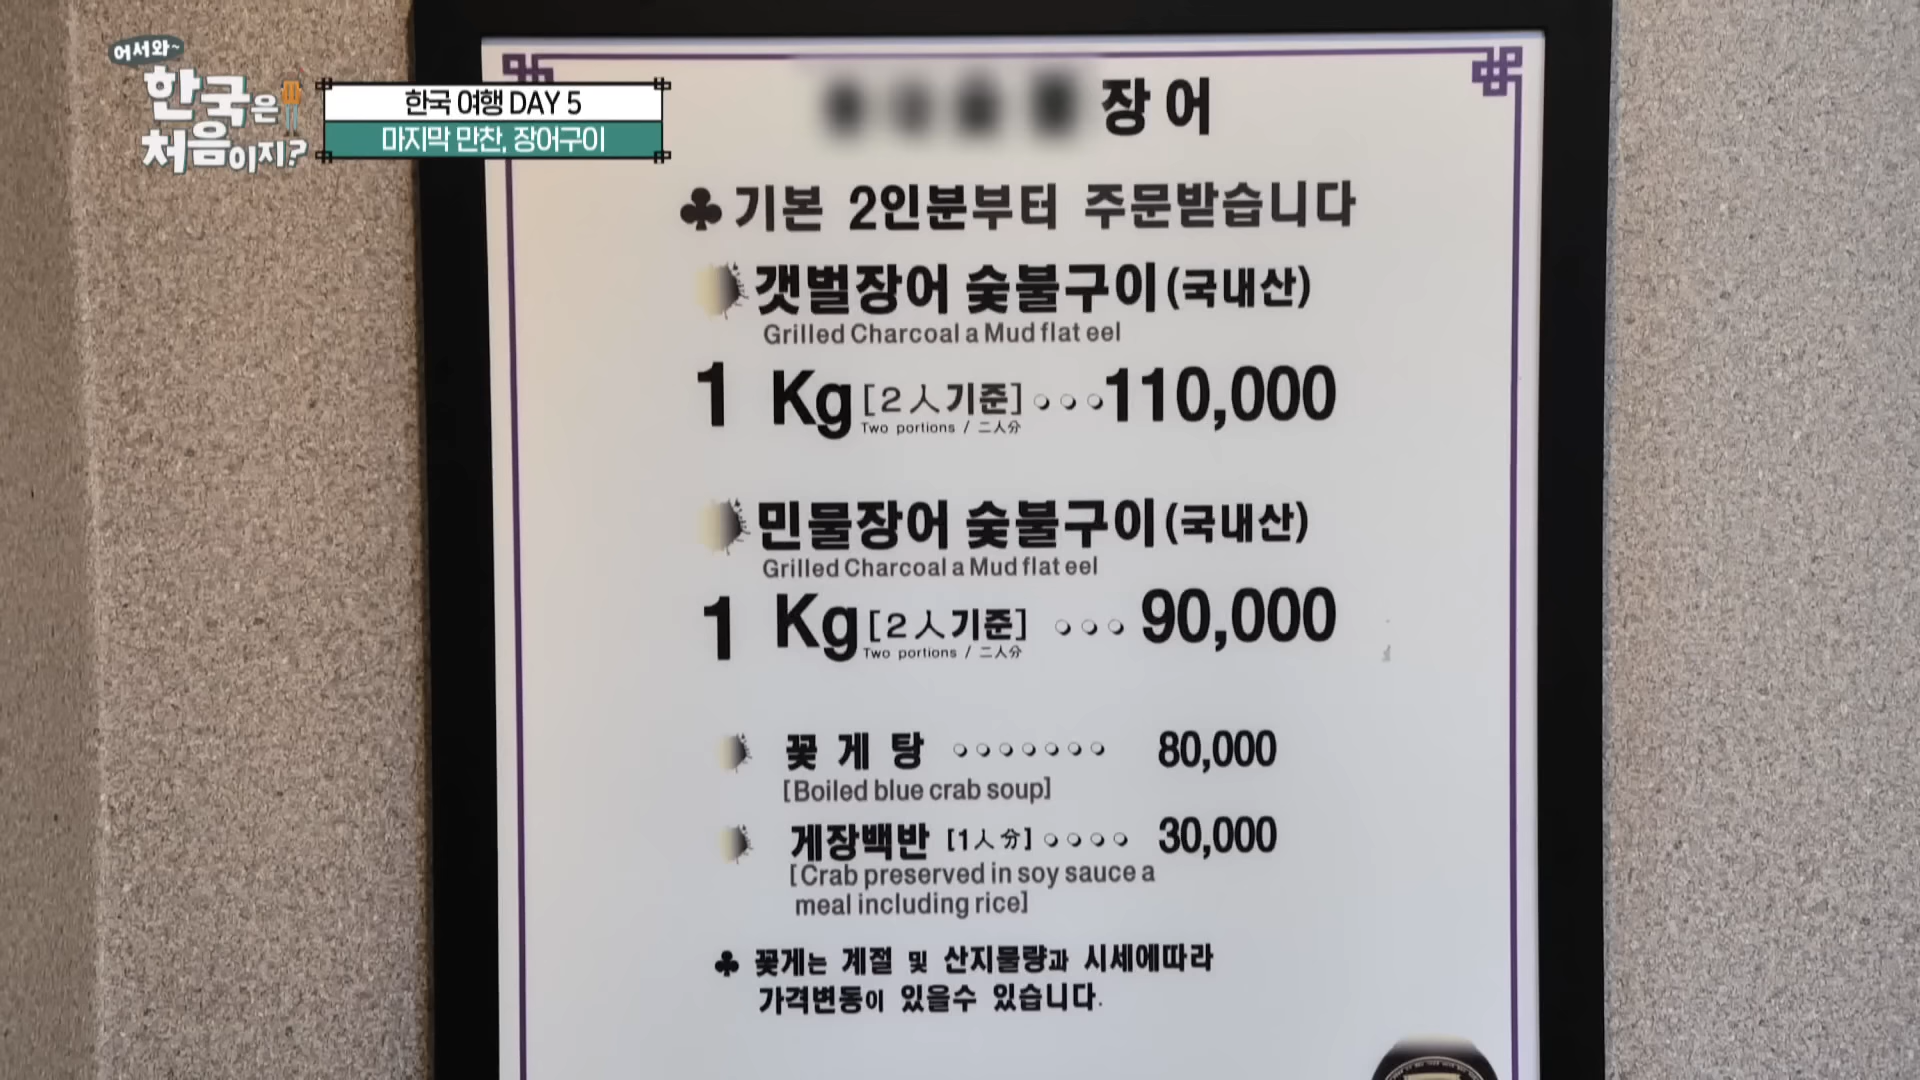 어서와~
한국은
처음이지?
한국 여행 DAY 5
마지막 만찬, 장어구이
장어
♣기본 2인분부터 주문받습니다
갯벌장어 숯불구이(국내산)
Grilled Charcoal a Mud flat eel
1 Kg [2人기준] ○○○110,000
Two portions / 二人分
민물장어 숯불구이(국내산)
Grilled Charcoal a Mud flat eel
1 Kg [2人기준] ○○○ 90,000
Two portions / 二人分
꽃 게 탕 ○○○○○○○ 80,000
[Boiled blue crab soup]
게장백반 [1人分] ○○○○ 30,000
[Crab preserved in soy sauce a
meal including rice]
♣ 꽃게는 계절 및 산지물량과 시세에따라
가격변동이 있을수 있습니다.